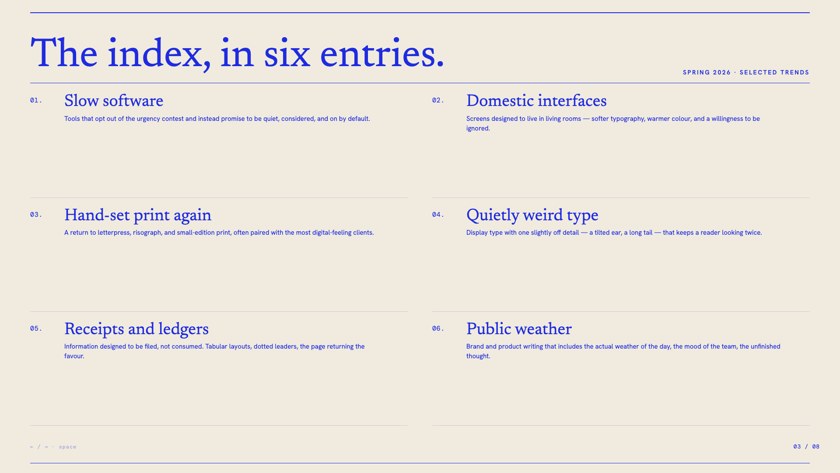 The index, in six entries.
SPRING 2026 · SELECTED TRENDS
01.
Slow software
Tools that opt out of the urgency contest and instead promise to be quiet, considered, and on by default.
02.
Domestic interfaces
Screens designed to live in living rooms — softer typography, warmer colour, and a willingness to be
ignored.
03.
Hand-set print again
A return to letterpress, risograph, and small-edition print, often paired with the most digital-feeling clients.
04.
Quietly weird type
Display type with one slightly off detail — a tilted ear, a long tail — that keeps a reader looking twice.
05.
Receipts and ledgers
Information designed to be filed, not consumed. Tabular layouts, dotted leaders, the page returning the
favour.
06.
Public weather
Brand and product writing that includes the actual weather of the day, the mood of the team, the unfinished
thought.
← / → · space
03 / 08